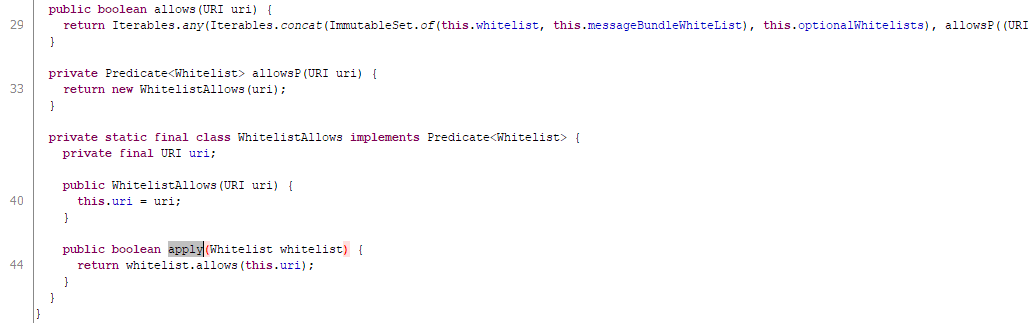 public boolean allows(URI uri) {
29 return Iterables.any(Iterables.concat(ImmutableSet.of(this.whitelist, this.messageBundleWhiteList), this.optionalWhitelists), allowsP((URI
}
private Predicate<Whitelist> allowsP(URI uri) {
33 return new WhitelistAllows(uri);
}
private static final class WhitelistAllows implements Predicate<Whitelist> {
private final URI uri;
public WhitelistAllows(URI uri) {
40 this.uri = uri;
}
public boolean apply(Whitelist whitelist) {
44 return whitelist.allows(this.uri);
}
}
}